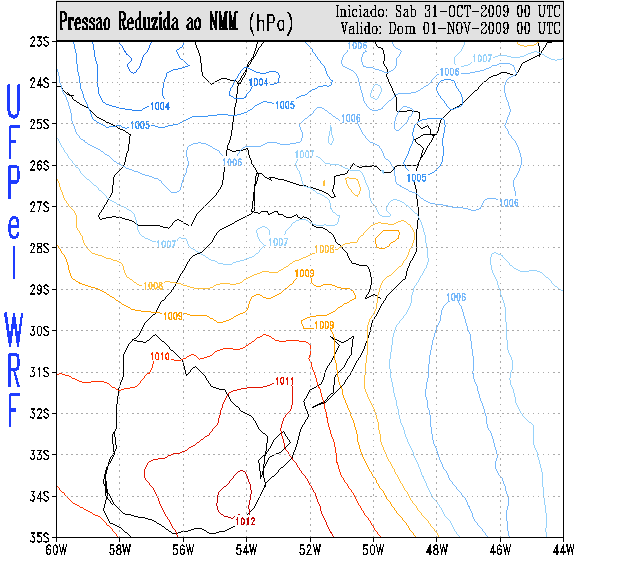 Pressao Reduzida ao NMM (hPa)
Iniciado: Sab 31-OCT-2009 00 UTC
Valido: Dom 01-NOV-2009 00 UTC
UFPel WRF
23S
24S
25S
26S
27S
28S
29S
30S
31S
32S
33S
34S
35S
60W 58W 56W 54W 52W 50W 48W 46W 44W
1006
1007
1006
1004
1004
1005
1005
1006
1006
1007
1005
1006
1007
1007
1008
1008
1009
1009
1009
1006
1010
1011
1012